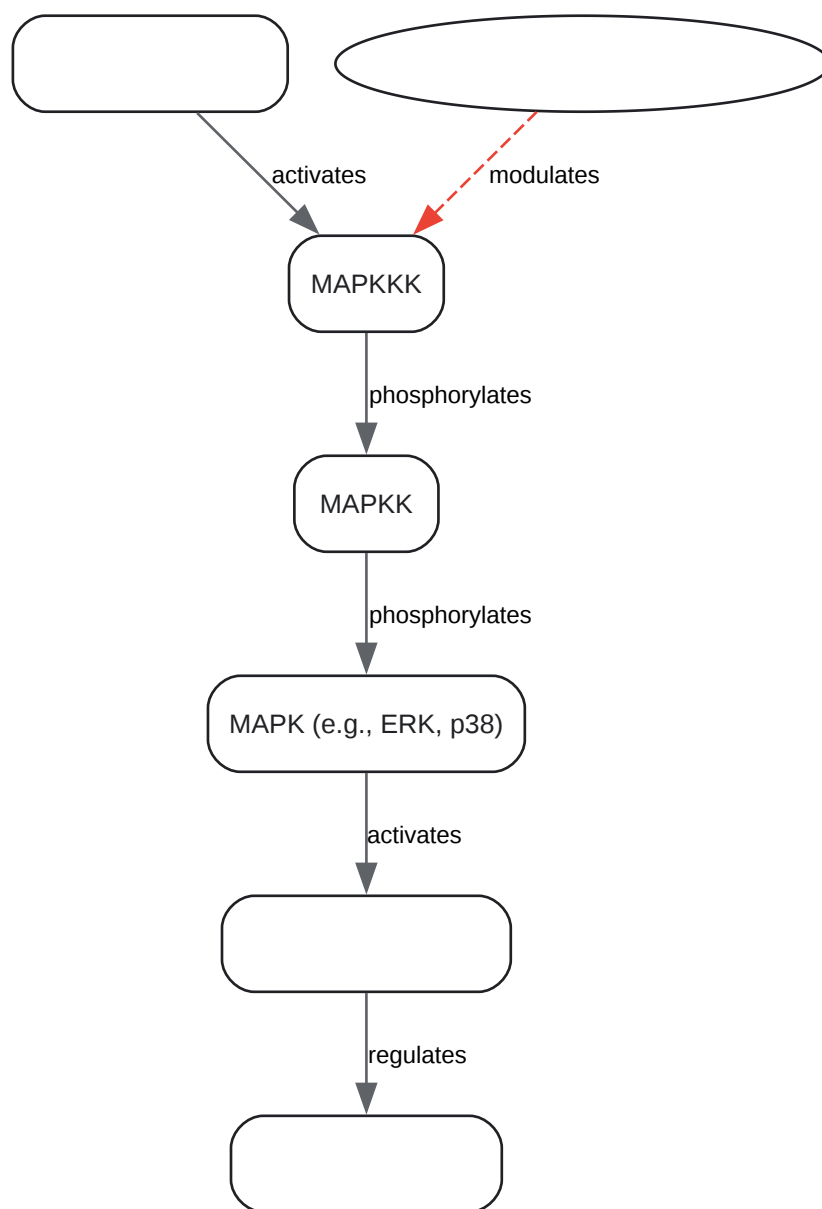 activates
modulates
MAPKKK
phosphorylates
MAPKK
phosphorylates
MAPK (e.g., ERK, p38)
activates
regulates